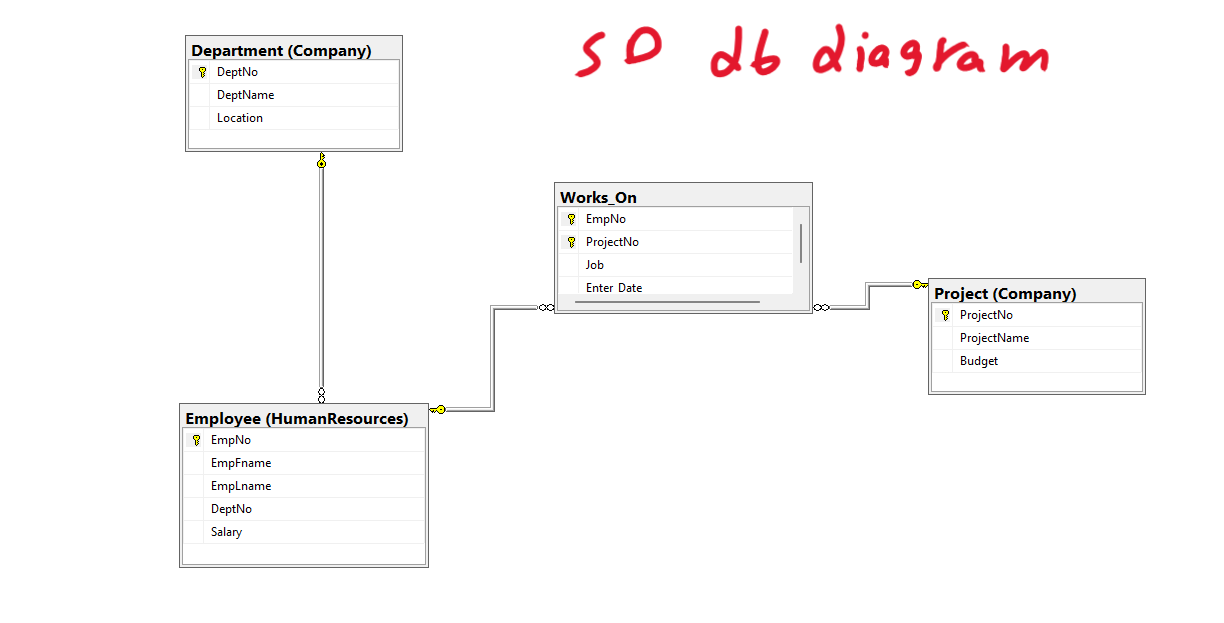 SD db diagram
Department (Company)
DeptNo
DeptName
Location
Works_On
EmpNo
ProjectNo
Job
Enter Date
Project (Company)
ProjectNo
ProjectName
Budget
Employee (HumanResources)
EmpNo
EmpFname
EmpLname
DeptNo
Salary